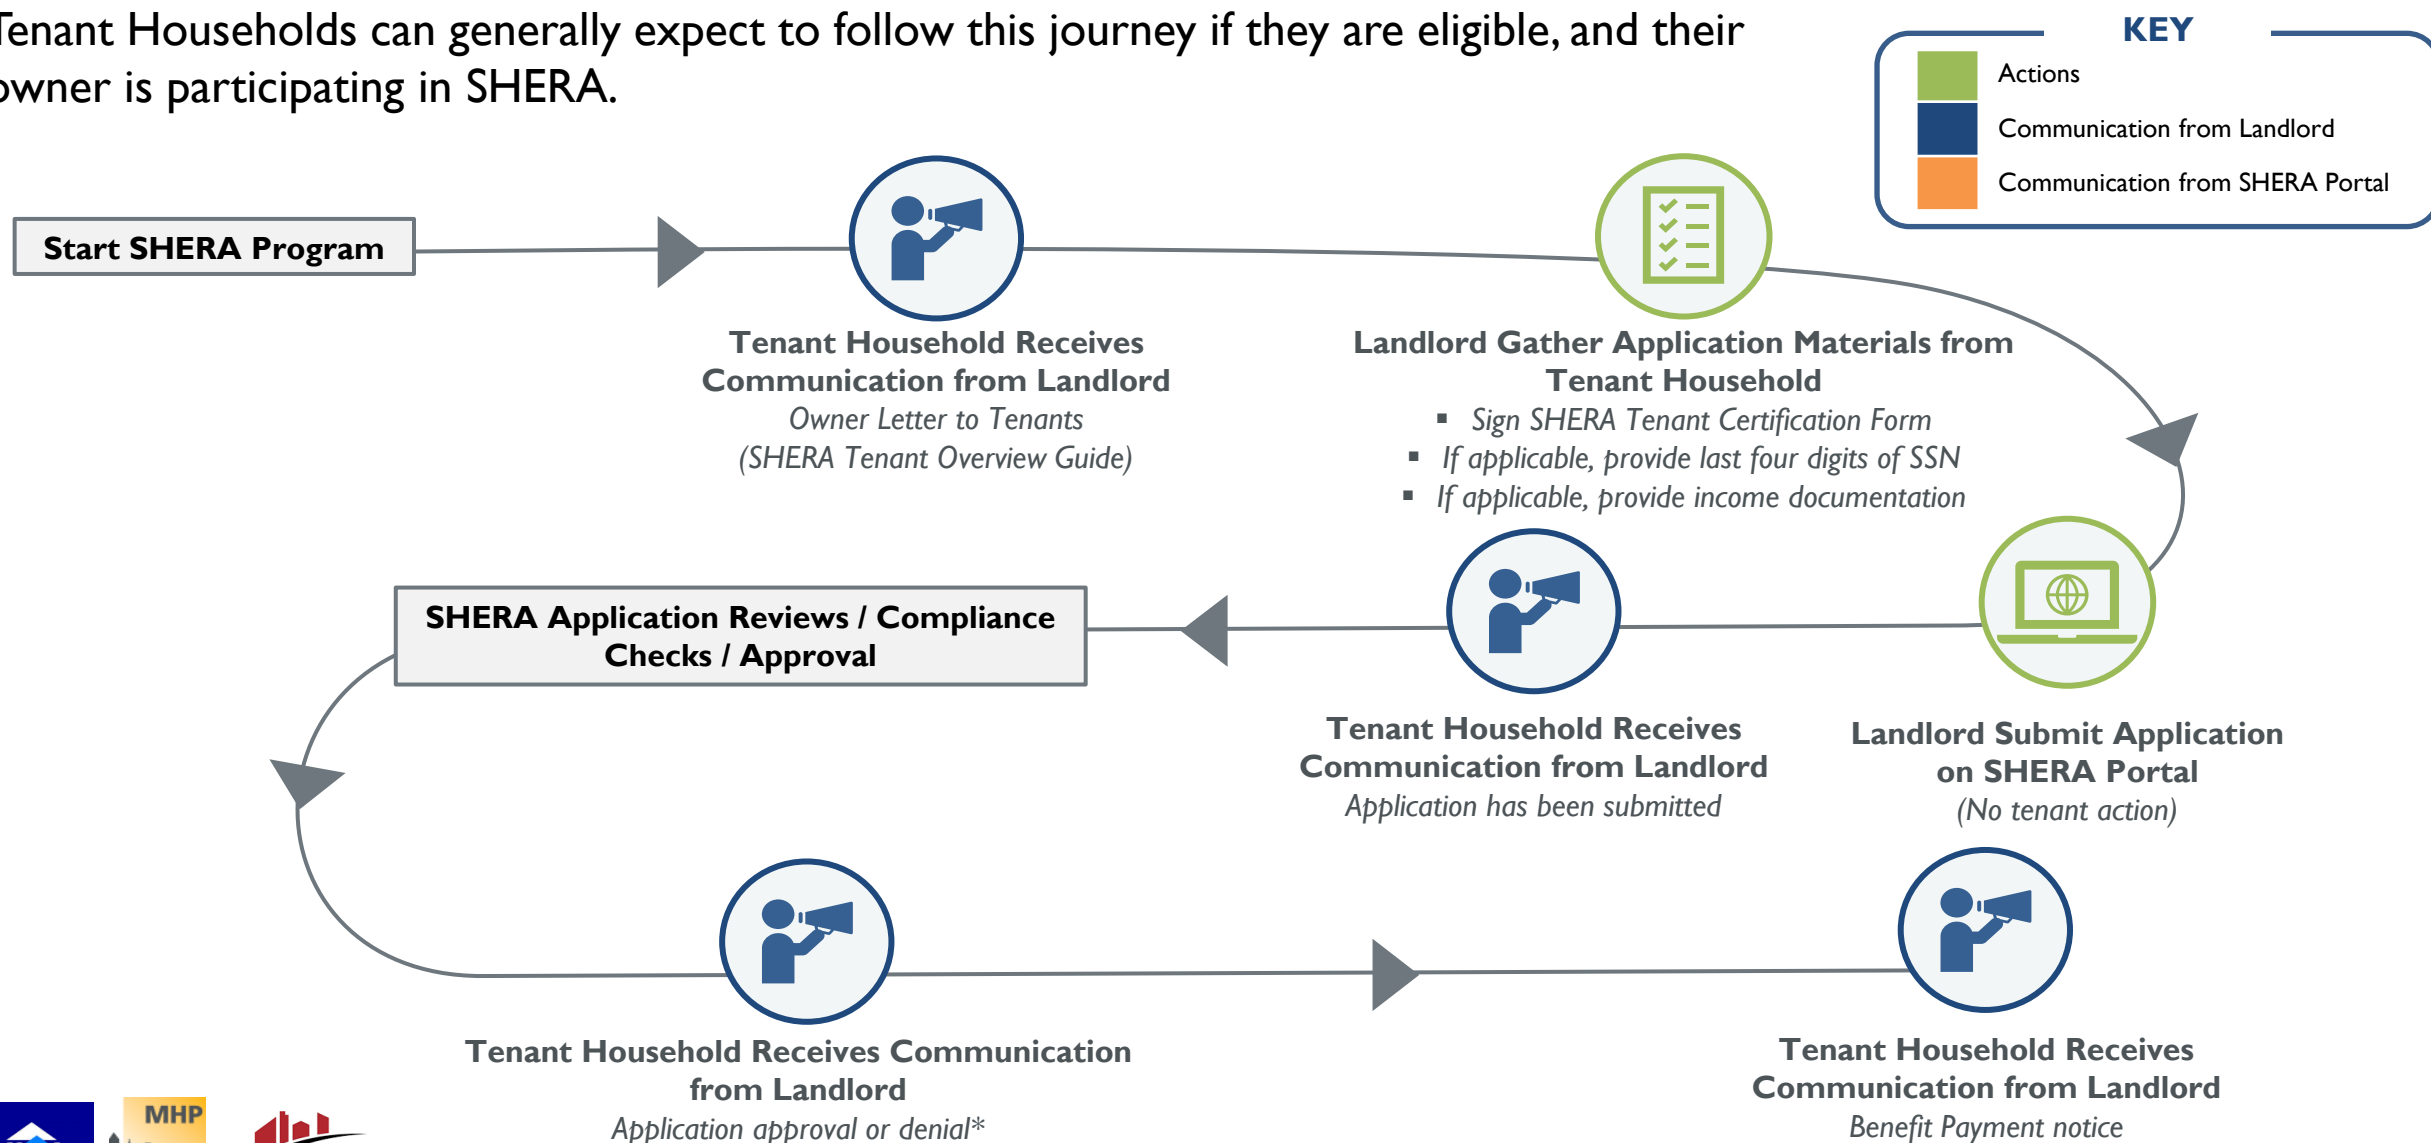 Tenant Households can generally expect to follow this journey if they are eligible, and their
owner is participating in SHERA.
KEY
Actions
Communication from Landlord
Communication from SHERA Portal
Start SHERA Program
Tenant Household Receives
Communication from Landlord
Owner Letter to Tenants
(SHERA Tenant Overview Guide)
Landlord Gather Application Materials from
Tenant Household
▪ Sign SHERA Tenant Certification Form
▪ If applicable, provide last four digits of SSN
▪ If applicable, provide income documentation
Landlord Submit Application
on SHERA Portal
(No tenant action)
Tenant Household Receives
Communication from Landlord
Application has been submitted
SHERA Application Reviews / Compliance
Checks / Approval
Tenant Household Receives Communication
from Landlord
Application approval or denial*
Tenant Household Receives
Communication from Landlord
Benefit Payment notice
MHP